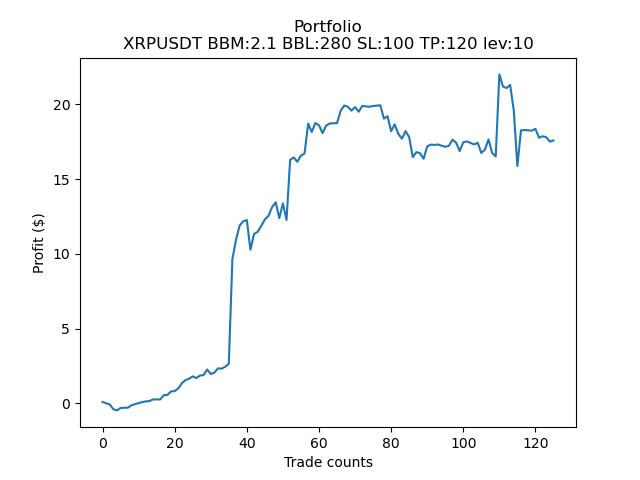 Portfolio
XRPUSDT BBM:2.1 BBL:280 SL:100 TP:120 lev:10
20
15
10
5
0
Profit ($)
0 20 40 60 80 100 120
Trade counts